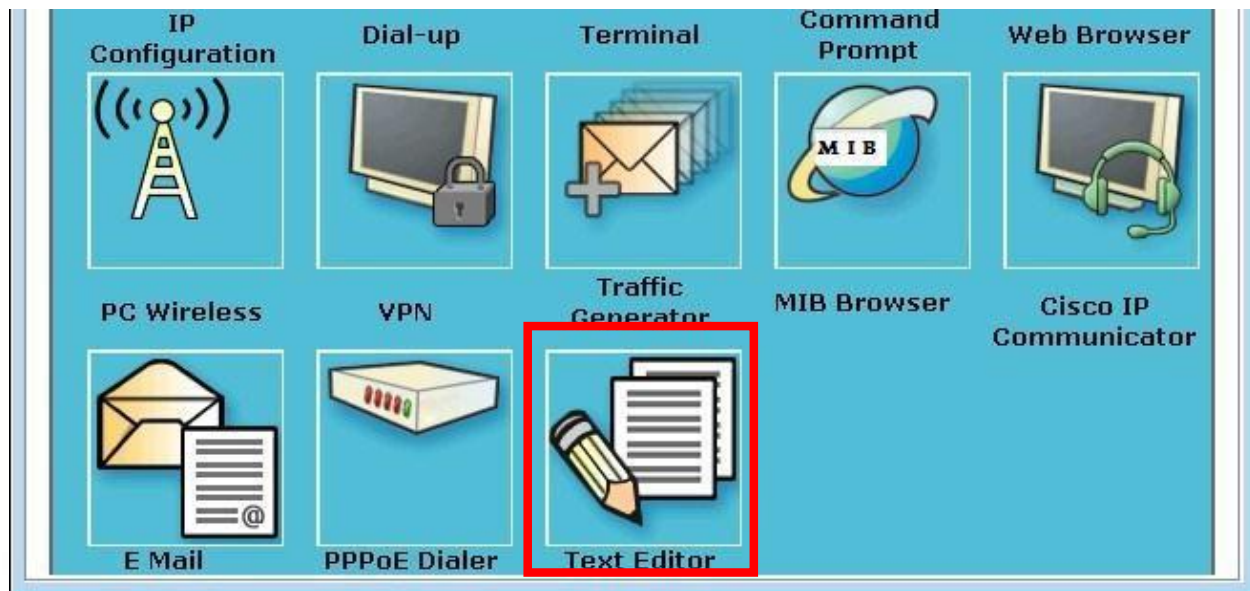 IP
Configuration
Dial-up
Terminal
Command
Prompt
Web Browser
MIB
PC Wireless
VPN
Traffic
Generator
MIB Browser
Cisco IP
Communicator
@
E Mail
PPPoE Dialer
Text Editor